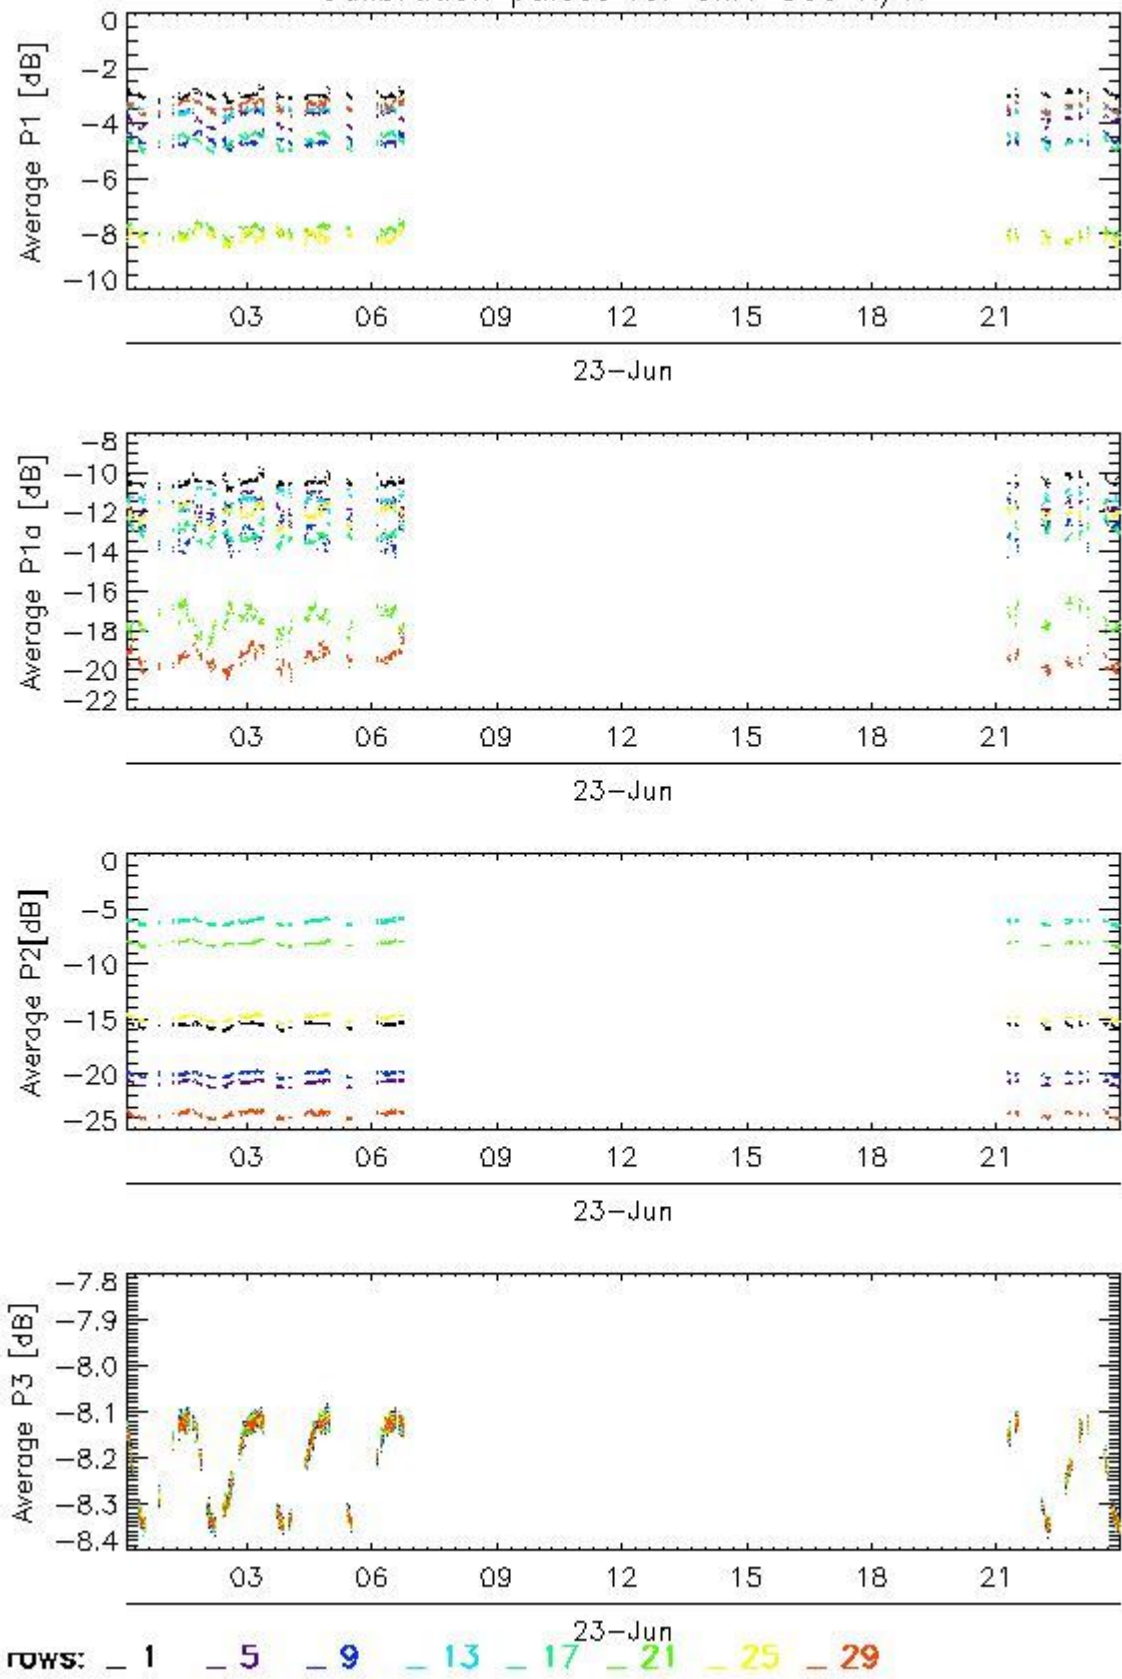 0
−2
−4
−6
−8
−10
Average P1 [dB]
03 06 09 12 15 18 21
23−Jun
−8
−10
−12
−14
−16
−18
−20
−22
Average P1a [dB]
03 06 09 12 15 18 21
23−Jun
0
−5
−10
−15
−20
−25
Average P2[dB]
03 06 09 12 15 18 21
23−Jun
−7.8
−7.9
−8.0
−8.1
−8.2
−8.3
−8.4
Average P3 [dB]
03 06 09 12 15 18 21
23−Jun
rows: _ 1 _ 5 _ 9 _ 13 _ 17 _ 21 _ 25 _ 29